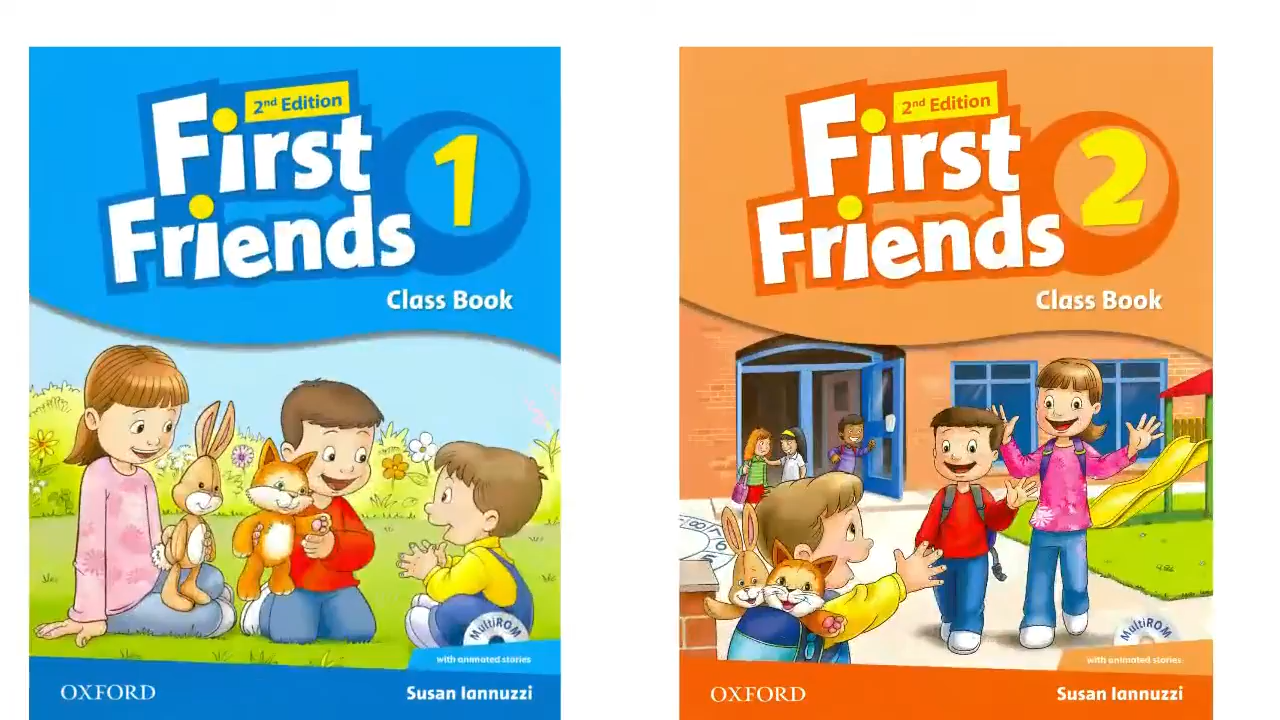 2nd Edition
First
Friends
1
Class Book
MultiROM
with animated stories
OXFORD
Susan Iannuzzi
2nd Edition
First
Friends
2
Class Book
MultiROM
with animated stories
OXFORD
Susan Iannuzzi